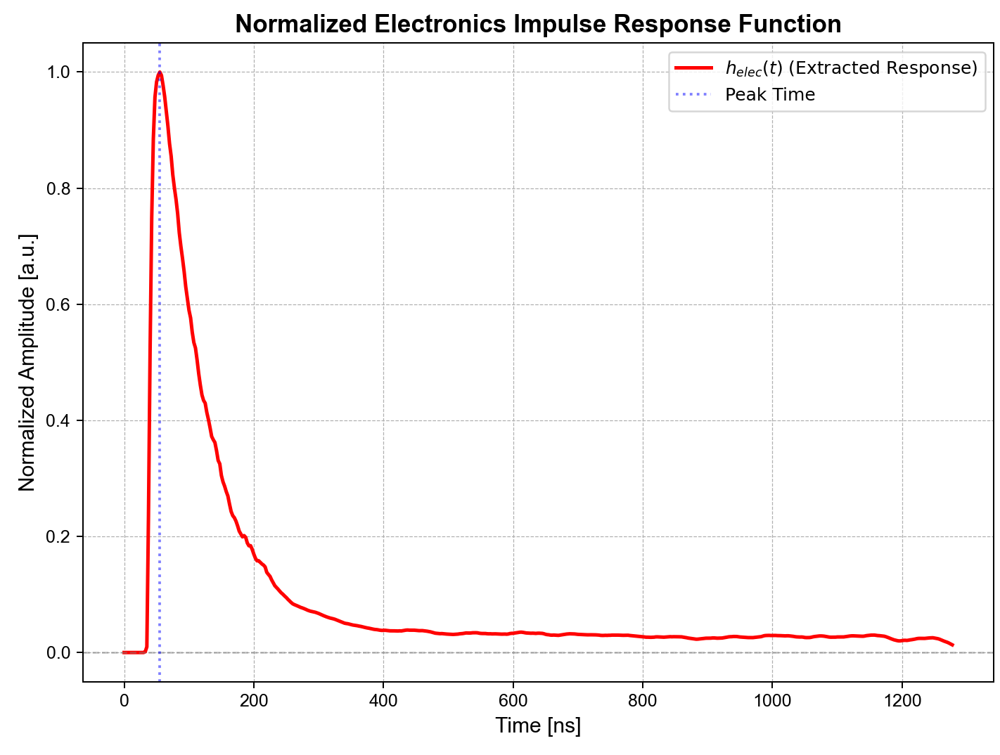 Normalized Electronics Impulse Response Function
h_elec(t) (Extracted Response)
Peak Time
Normalized Amplitude [a.u.]
1.0
0.8
0.6
0.4
0.2
0.0
0 200 400 600 800 1000 1200
Time [ns]